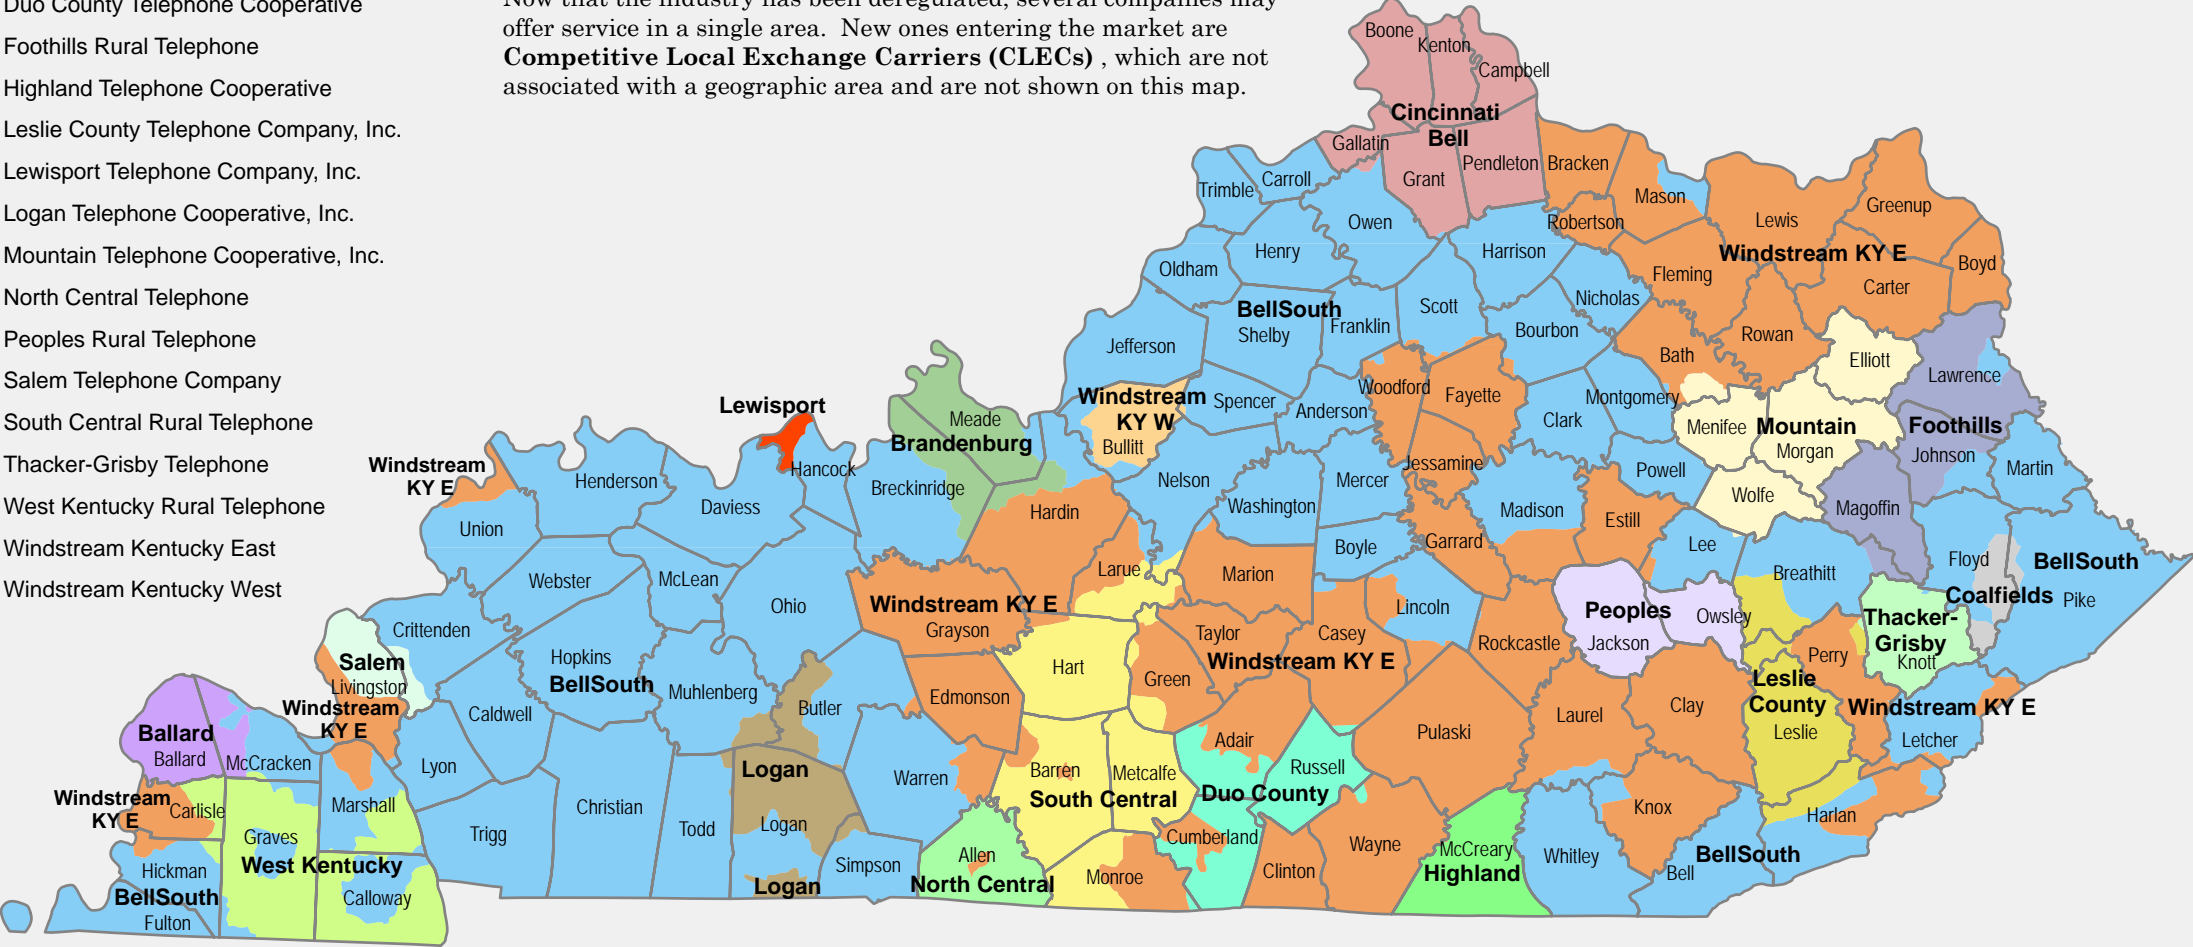 Duo County Telephone Cooperative
Foothills Rural Telephone
Highland Telephone Cooperative
Leslie County Telephone Company, Inc.
Lewisport Telephone Company, Inc.
Logan Telephone Cooperative, Inc.
Mountain Telephone Cooperative, Inc.
North Central Telephone
Peoples Rural Telephone
Salem Telephone Company
South Central Rural Telephone
Thacker-Grisby Telephone
West Kentucky Rural Telephone
Windstream Kentucky East
Windstream Kentucky West
Now that the industry has been deregulated, several companies may
offer service in a single area.  New ones entering the market are
Competitive Local Exchange Carriers (CLECs) , which are not
associated with a geographic area and are not shown on this map.
Boone
Kenton
Campbell
Cincinnati
Bell
Gallatin
Grant
Pendleton
Bracken
Mason
Robertson
Lewis
Greenup
Windstream KY E
Fleming
Boyd
Carter
Rowan
Bath
Trimble
Carroll
Owen
Henry
Oldham
Harrison
Nicholas
BellSouth
Shelby
Franklin
Scott
Bourbon
Jefferson
Elliott
Lawrence
Windstream
KY W
Bullitt
Spencer
Anderson
Woodford
Fayette
Clark
Montgomery
Menifee
Mountain
Morgan
Foothills
Johnson
Martin
Lewisport
Hancock
Meade
Brandenburg
Breckinridge
Windstream
KY E
Union
Henderson
Daviess
Hardin
Nelson
Washington
Mercer
Jessamine
Madison
Powell
Estill
Wolfe
Magoffin
Garrard
Boyle
Lee
Breathitt
Floyd
BellSouth
Coalfields
Pike
Webster
McLean
Ohio
Larue
Marion
Windstream KY E
Grayson
Crittenden
Lincoln
Taylor
Casey
Windstream KY E
Rockcastle
Peoples
Jackson
Owsley
Thacker-
Grisby
Knott
Perry
Salem
Livingston
Windstream
KY E
Hopkins
BellSouth
Muhlenberg
Hart
Green
Edmonson
Butler
Caldwell
Leslie
County
Leslie
Windstream KY E
Letcher
Clay
Laurel
Pulaski
Ballard
Ballard
McCracken
Lyon
Logan
Warren
Barren
Metcalfe
South Central
Adair
Russell
Duo County
Windstream
KY E
Carlisle
Marshall
Graves
West Kentucky
Christian
Trigg
Todd
Logan
Simpson
Allen
North Central
Monroe
Cumberland
Clinton
Wayne
McCreary
Highland
Whitley
Knox
Harlan
BellSouth
Bell
Hickman
BellSouth
Fulton
Calloway
Logan